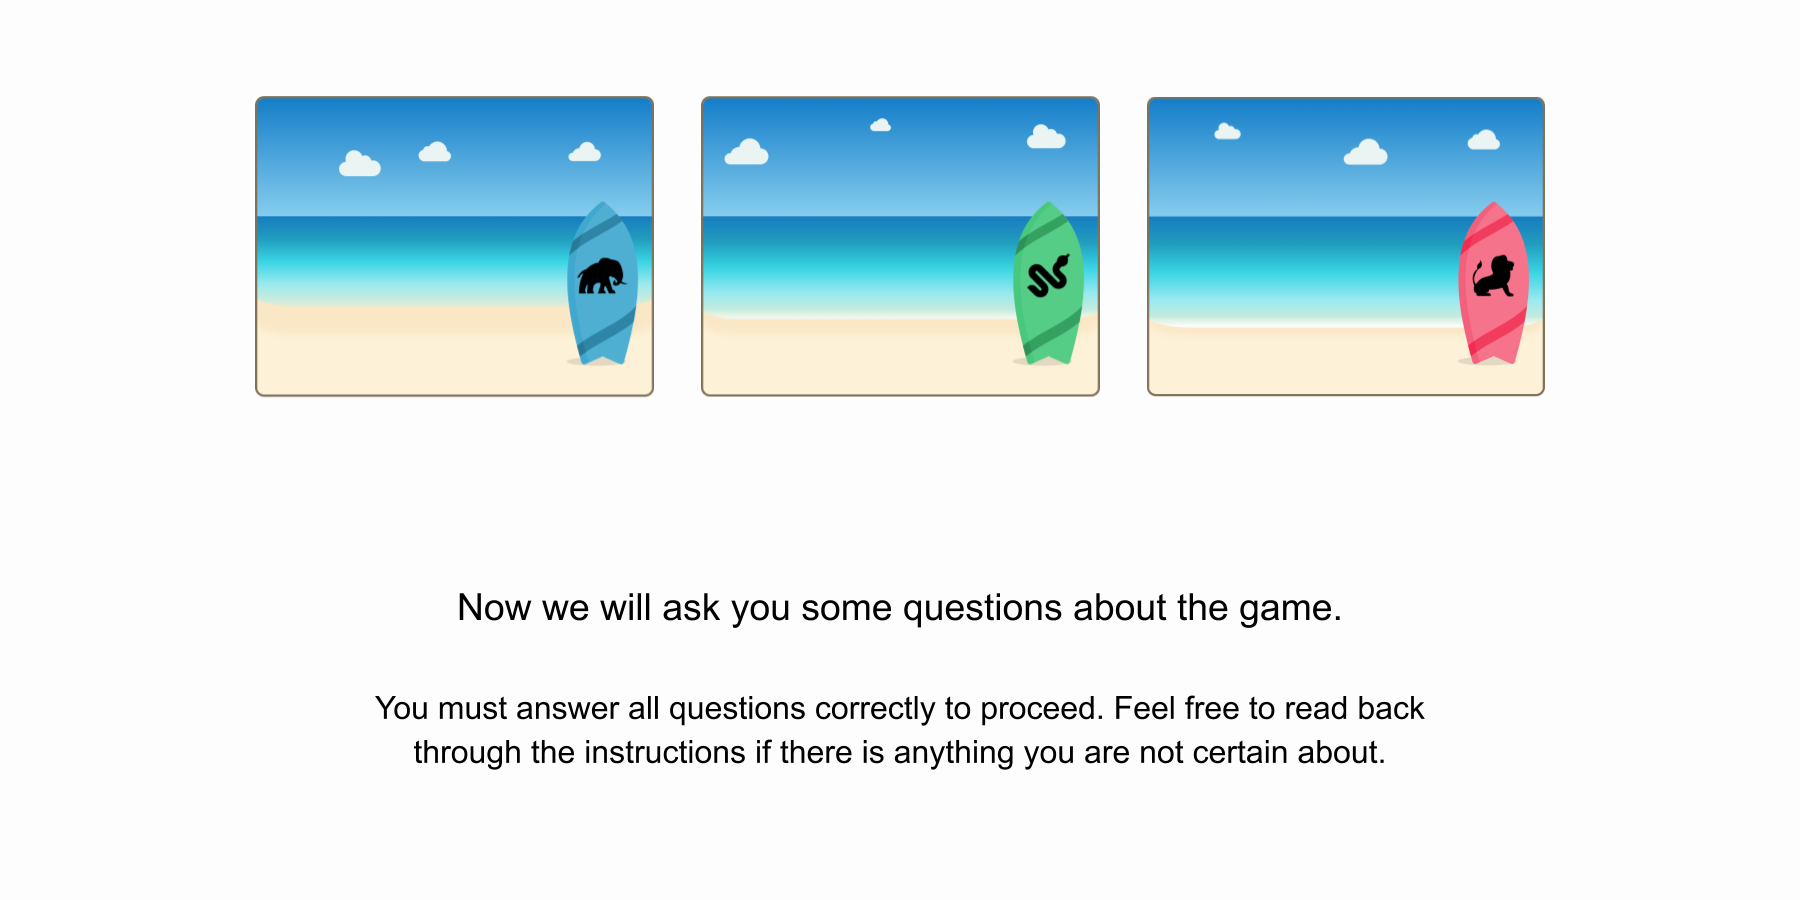 Now we will ask you some questions about the game.
You must answer all questions correctly to proceed. Feel free to read back
through the instructions if there is anything you are not certain about.